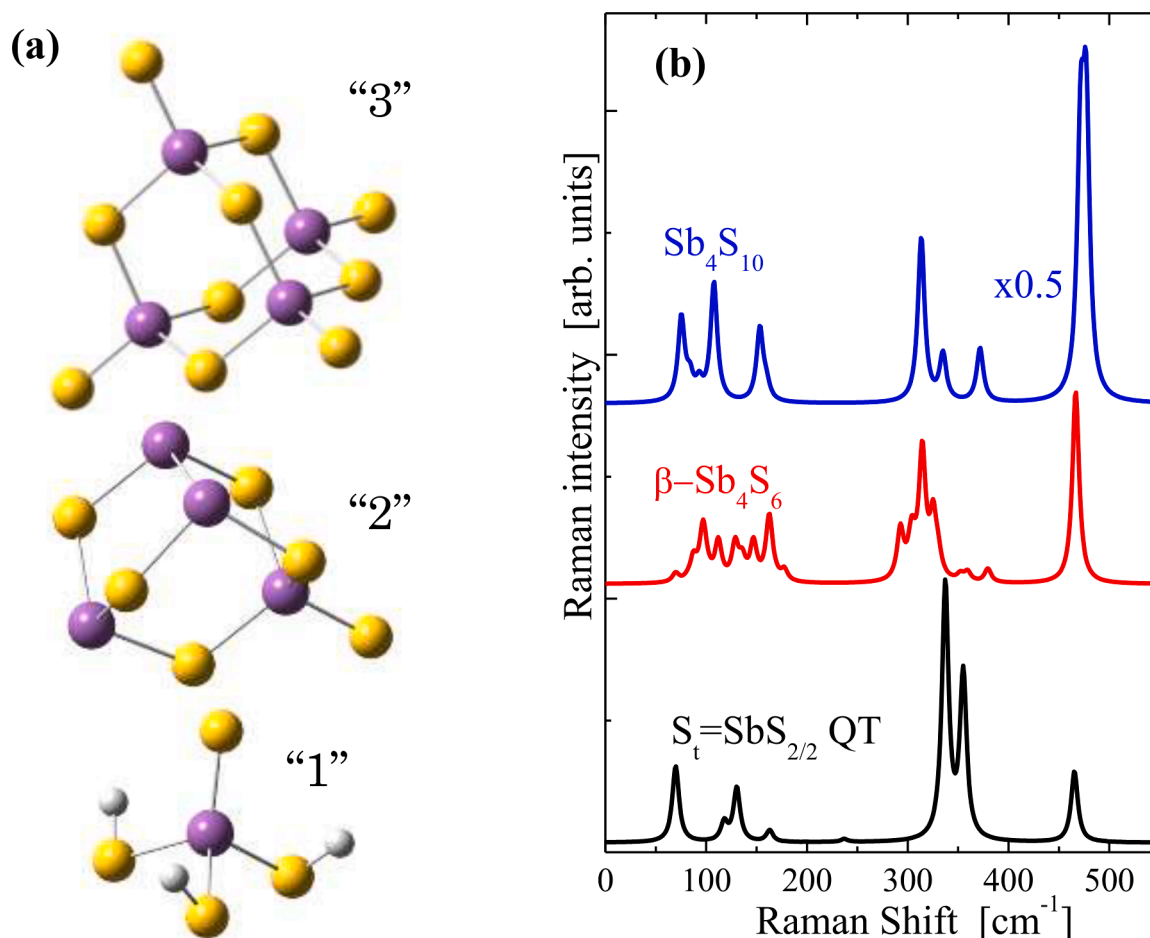 (a)
“3”
“2”
“1”
(b)
Sb₄S₁₀
x0.5
β–Sb₄S₆
Sₜ=SbS₂/₂ QT
Raman intensity [arb. units]
0 100 200 300 400 500
Raman Shift [cm⁻¹]